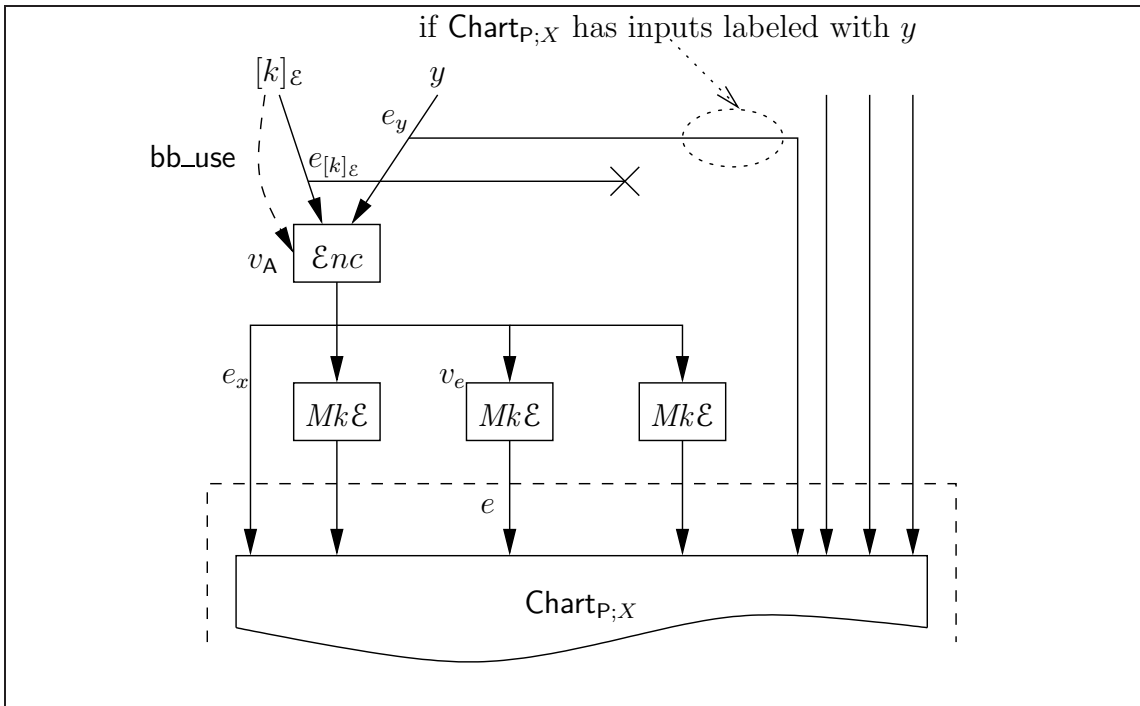 if Chart_{P;X} has inputs labeled with y
[k]_ℰ
y
e_y
bb_use
e_{[k]_ℰ}
v_A
ℰnc
e_x
v_e
Mkℰ
Mkℰ
Mkℰ
e
Chart_{P;X}